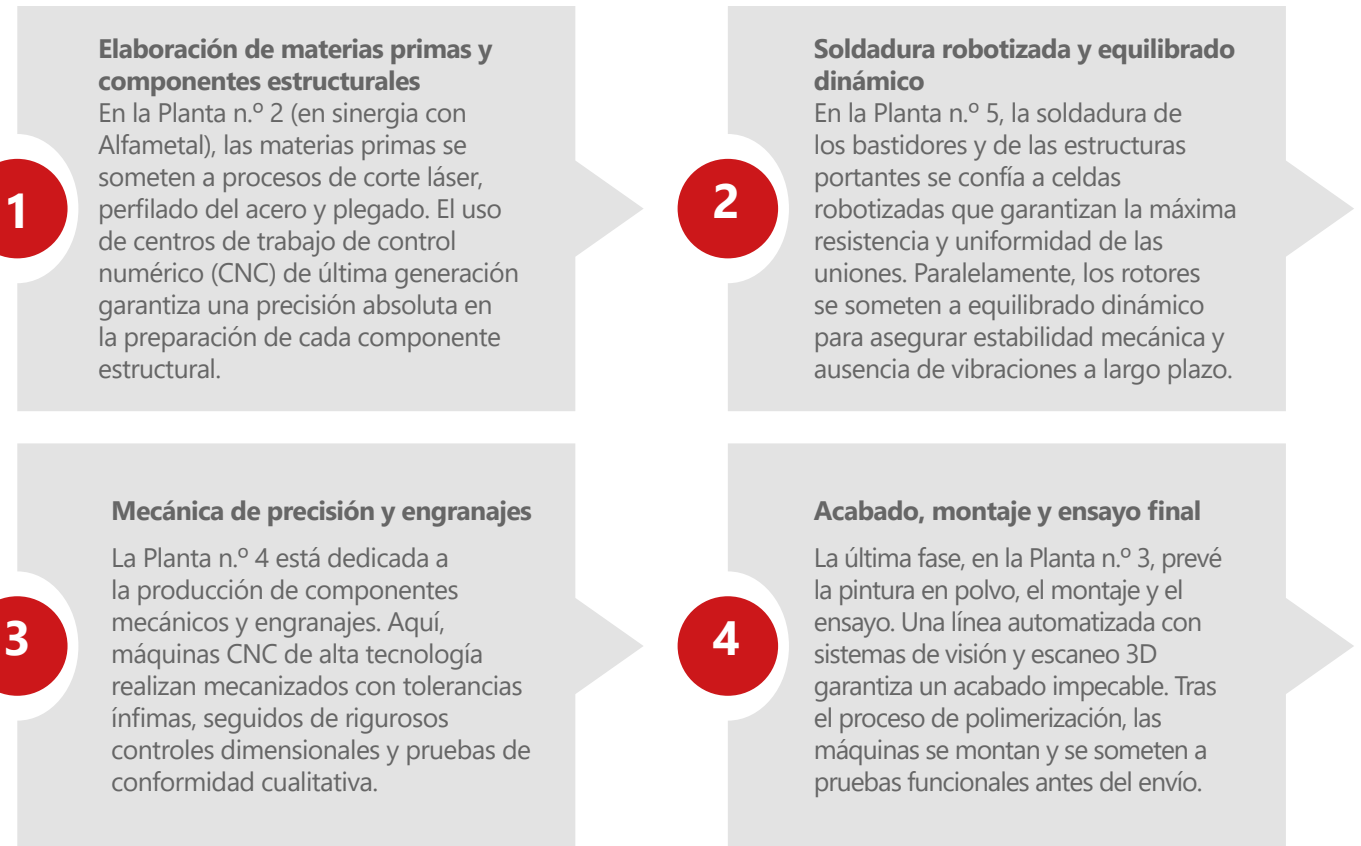 1
Elaboración de materias primas y
componentes estructurales
En la Planta n.º 2 (en sinergia con
Alfametal), las materias primas se
someten a procesos de corte láser,
perfilado del acero y plegado. El uso
de centros de trabajo de control
numérico (CNC) de última generación
garantiza una precisión absoluta en
la preparación de cada componente
estructural.
2
Soldadura robotizada y equilibrado
dinámico
En la Planta n.º 5, la soldadura de
los bastidores y de las estructuras
portantes se confía a celdas
robotizadas que garantizan la máxima
resistencia y uniformidad de las
uniones. Paralelamente, los rotores
se someten a equilibrado dinámico
para asegurar estabilidad mecánica y
ausencia de vibraciones a largo plazo.
3
Mecánica de precisión y engranajes
La Planta n.º 4 está dedicada a
la producción de componentes
mecánicos y engranajes. Aquí,
máquinas CNC de alta tecnología
realizan mecanizados con tolerancias
ínfimas, seguidos de rigurosos
controles dimensionales y pruebas de
conformidad cualitativa.
4
Acabado, montaje y ensayo final
La última fase, en la Planta n.º 3, prevé
la pintura en polvo, el montaje y el
ensayo. Una línea automatizada con
sistemas de visión y escaneo 3D
garantiza un acabado impecable. Tras
el proceso de polimerización, las
máquinas se montan y se someten a
pruebas funcionales antes del envío.